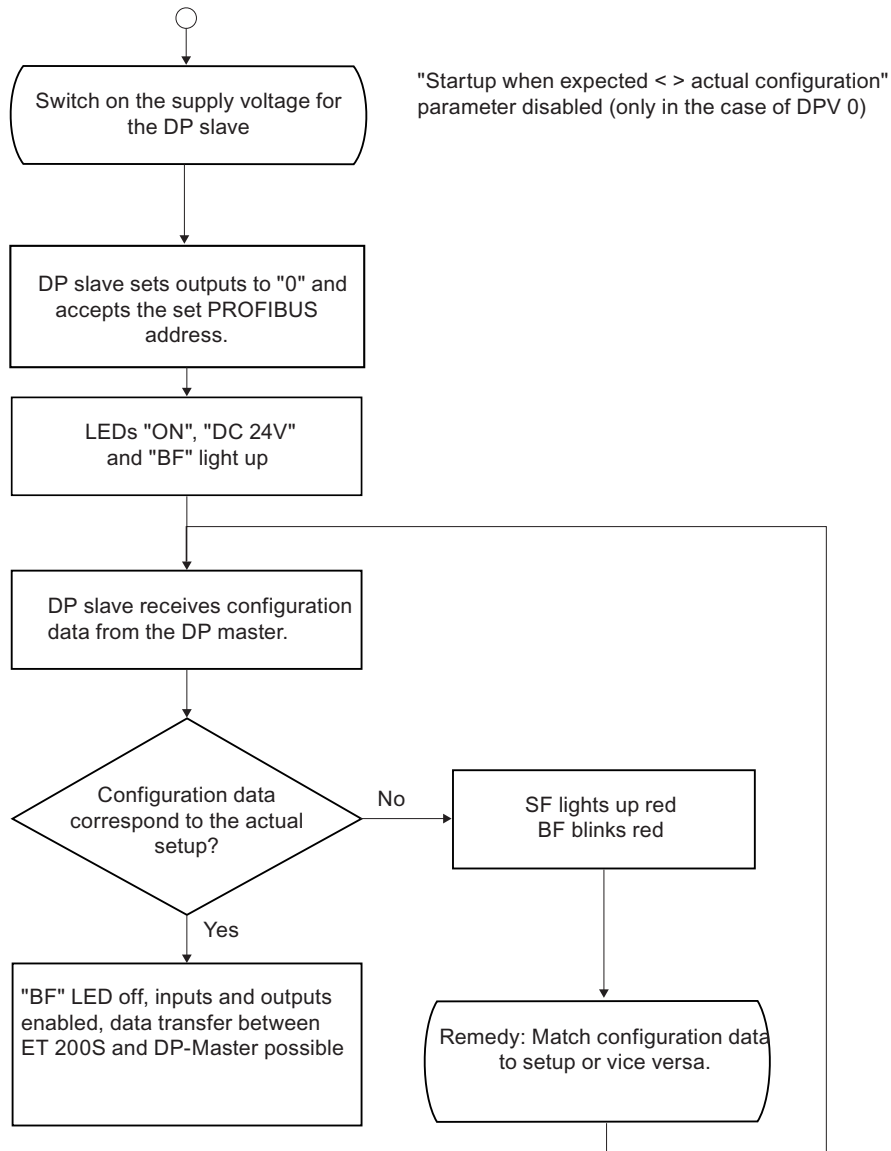 "Startup when expected < > actual configuration"
parameter disabled (only in the case of DPV 0)
Switch on the supply voltage for
the DP slave
DP slave sets outputs to "0" and
accepts the set PROFIBUS
address.
LEDs "ON", "DC 24V"
and "BF" light up
DP slave receives configuration
data from the DP master.
Configuration data
correspond to the actual
setup?
No
SF lights up red
BF blinks red
Yes
"BF" LED off, inputs and outputs
enabled, data transfer between
ET 200S and DP-Master possible
Remedy: Match configuration data
to setup or vice versa.